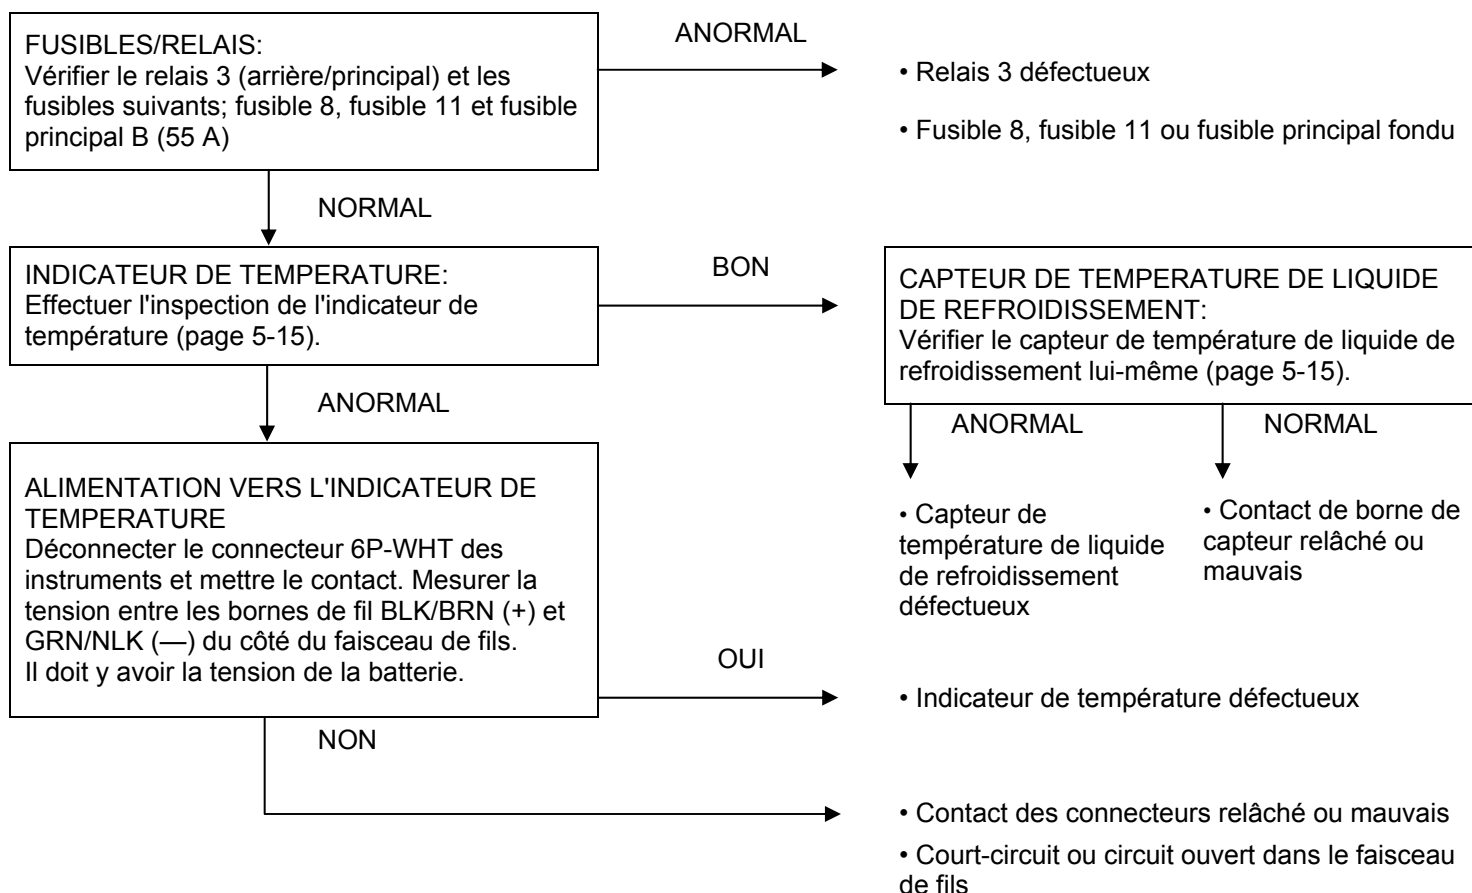 FUSIBLES/RELAIS:
Vérifier le relais 3 (arrière/principal) et les
fusibles suivants; fusible 8, fusible 11 et fusible
principal B (55 A)
ANORMAL
• Relais 3 défectueux
• Fusible 8, fusible 11 ou fusible principal fondu
NORMAL
INDICATEUR DE TEMPERATURE:
Effectuer l'inspection de l'indicateur de
température (page 5-15).
BON
CAPTEUR DE TEMPERATURE DE LIQUIDE
DE REFROIDISSEMENT:
Vérifier le capteur de température de liquide de
refroidissement lui-même (page 5-15).
ANORMAL
ANORMAL
NORMAL
• Capteur de
température de liquide
de refroidissement
défectueux
• Contact de borne de
capteur relâché ou
mauvais
ALIMENTATION VERS L'INDICATEUR DE
TEMPERATURE
Déconnecter le connecteur 6P-WHT des
instruments et mettre le contact. Mesurer la
tension entre les bornes de fil BLK/BRN (+) et
GRN/NLK (—) du côté du faisceau de fils.
Il doit y avoir la tension de la batterie.
OUI
• Indicateur de température défectueux
NON
• Contact des connecteurs relâché ou mauvais
• Court-circuit ou circuit ouvert dans le faisceau
de fils